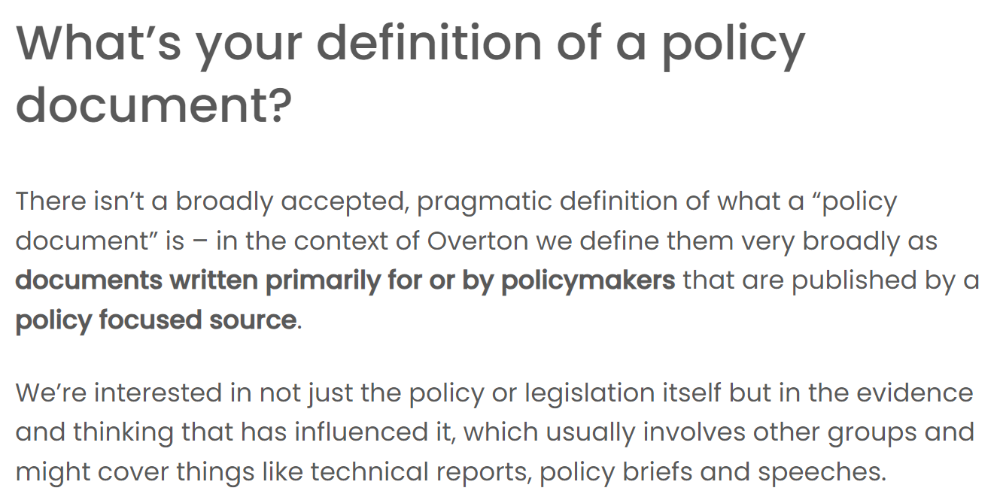 What’s your definition of a policy
document?
There isn’t a broadly accepted, pragmatic definition of what a “policy
document” is – in the context of Overton we define them very broadly as
documents written primarily for or by policymakers that are published by a
policy focused source.
We’re interested in not just the policy or legislation itself but in the evidence
and thinking that has influenced it, which usually involves other groups and
might cover things like technical reports, policy briefs and speeches.